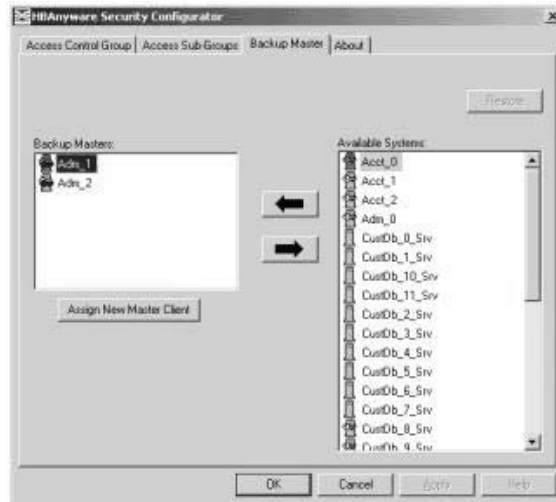 HBAnyware Security Configurator
Access Control Group Access Sub-Groups Backup Master About
Restore
Backup Masters:
Adm_1
Adm_2
Assign New Master Client
Available Systems:
Acct_0
Acct_1
Acct_2
Adm_0
CustDb_0_Srv
CustDb_1_Srv
CustDb_10_Srv
CustDb_11_Srv
CustDb_2_Srv
CustDb_3_Srv
CustDb_4_Srv
CustDb_5_Srv
CustDb_6_Srv
CustDb_7_Srv
CustDb_8_Srv
CustDb_9_Srv
OK Cancel Apply Help